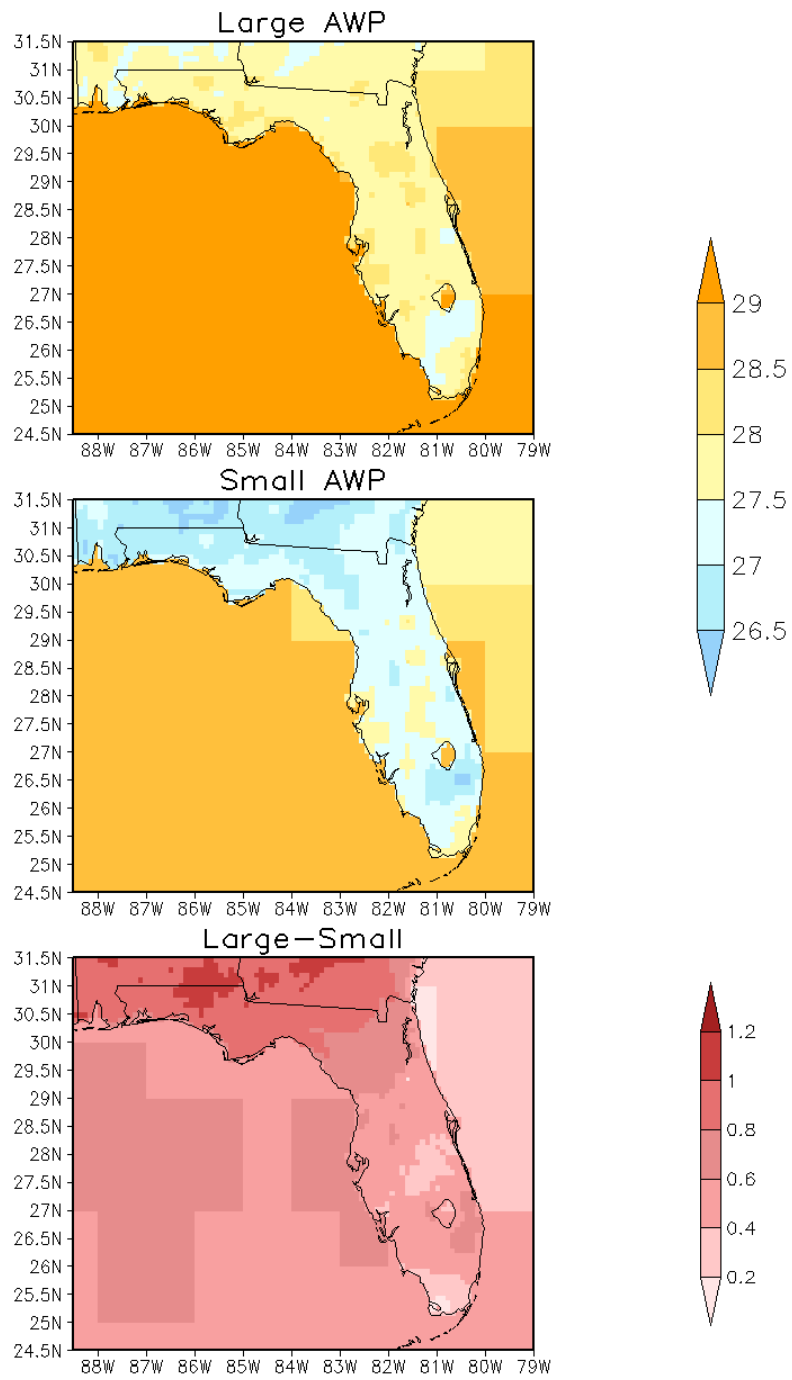 Large AWP
31.5N
31N
30.5N
30N
29.5N
29N
28.5N
28N
27.5N
27N
26.5N
26N
25.5N
25N
24.5N
88W 87W 86W 85W 84W 83W 82W 81W 80W 79W
Small AWP
31.5N
31N
30.5N
30N
29.5N
29N
28.5N
28N
27.5N
27N
26.5N
26N
25.5N
25N
24.5N
88W 87W 86W 85W 84W 83W 82W 81W 80W 79W
29
28.5
28
27.5
27
26.5
Large−Small
31.5N
31N
30.5N
30N
29.5N
29N
28.5N
28N
27.5N
27N
26.5N
26N
25.5N
25N
24.5N
88W 87W 86W 85W 84W 83W 82W 81W 80W 79W
1.2
1
0.8
0.6
0.4
0.2